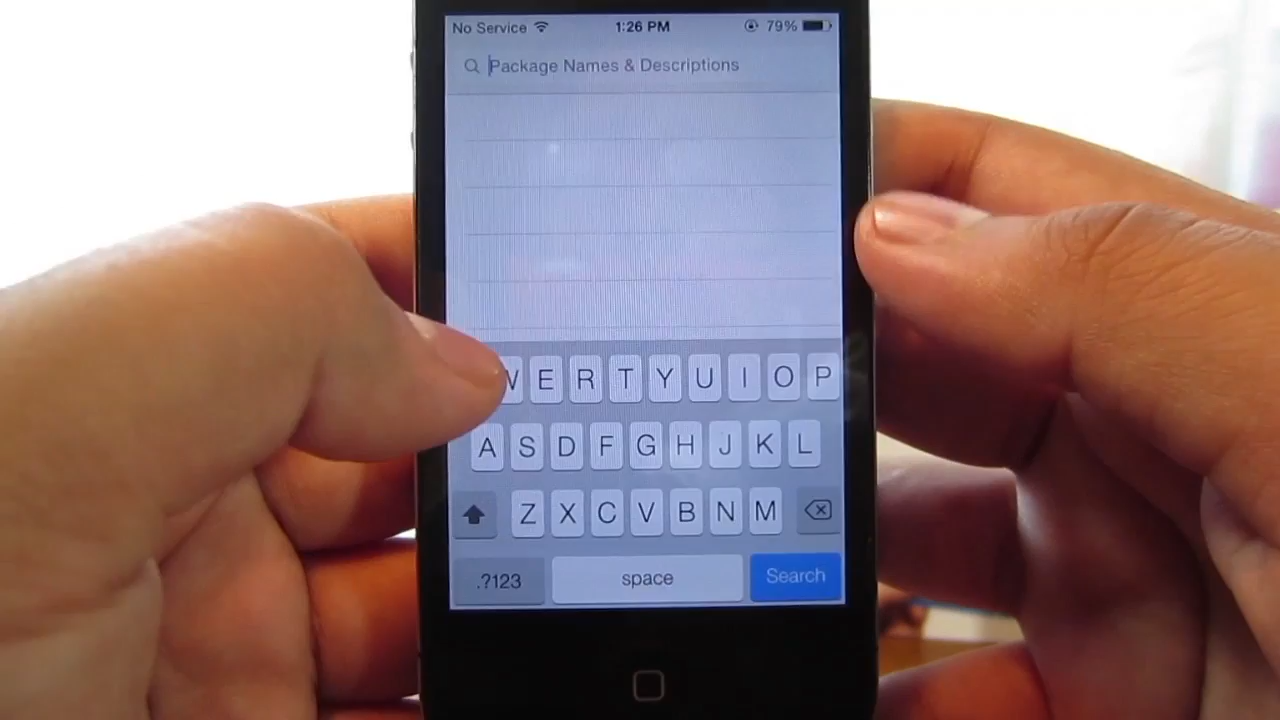 No Service 1:26 PM 79%
Package Names & Descriptions
W E R T Y U I O P
A S D F G H J K L
Z X C V B N M
.?123 space Search